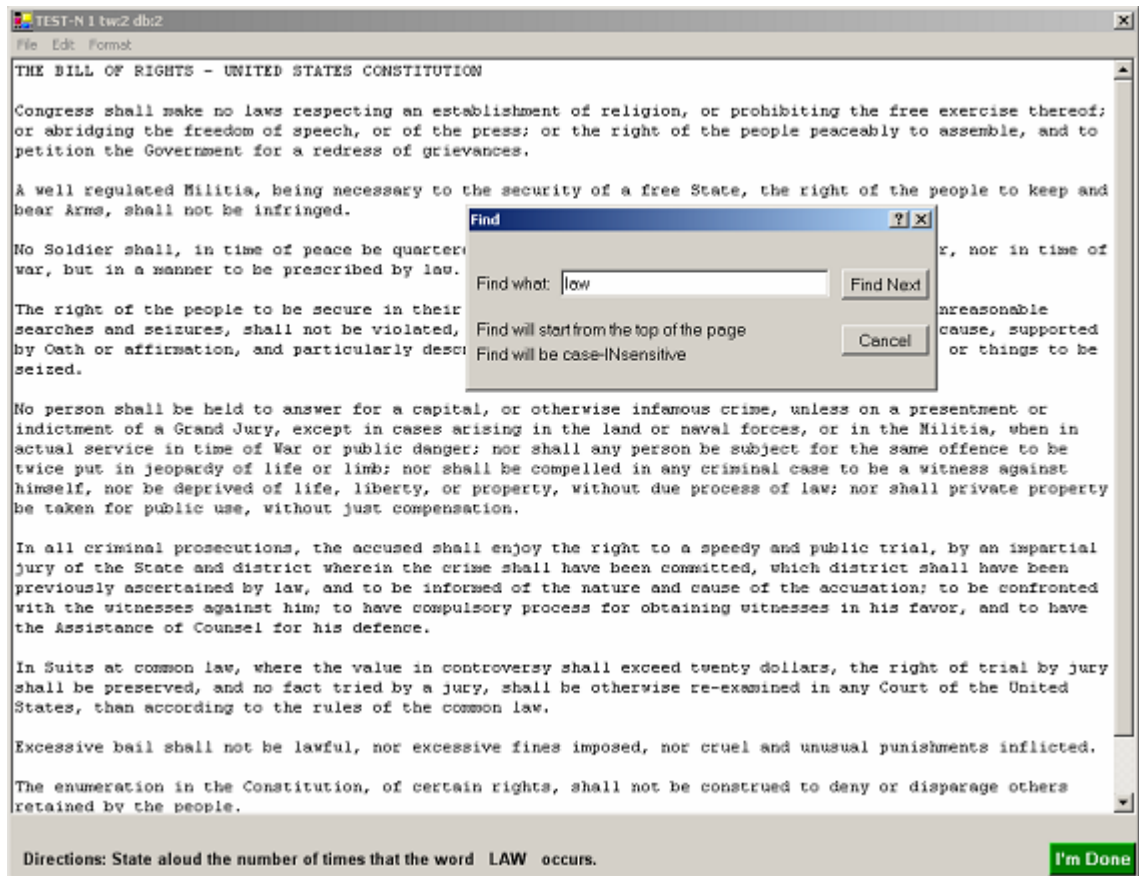 TEST-N 1 tw:2 db:2
File Edit Format
THE BILL OF RIGHTS - UNITED STATES CONSTITUTION
Congress shall make no laws respecting an establishment of religion, or prohibiting the free exercise thereof;
or abridging the freedom of speech, or of the press; or the right of the people peaceably to assemble, and to
petition the Government for a redress of grievances.
A well regulated Militia, being necessary to the security of a free State, the right of the people to keep and
bear Arms, shall not be infringed.
No Soldier shall, in time of peace be quartere r, nor in time of
war, but in a manner to be prescribed by law.
The right of the people to be secure in their nreasonable
searches and seizures, shall not be violated, cause, supported
by Oath or affirmation, and particularly descr or things to be
seized.
Find
Find what: law Find Next
Find will start from the top of the page
Find will be case-INsensitive
Cancel
No person shall be held to answer for a capital, or otherwise infamous crime, unless on a presentment or
indictment of a Grand Jury, except in cases arising in the land or naval forces, or in the Militia, when in
actual service in time of War or public danger; nor shall any person be subject for the same offence to be
twice put in jeopardy of life or limb; nor shall be compelled in any criminal case to be a witness against
himself, nor be deprived of life, liberty, or property, without due process of law; nor shall private property
be taken for public use, without just compensation.
In all criminal prosecutions, the accused shall enjoy the right to a speedy and public trial, by an impartial
jury of the State and district wherein the crime shall have been committed, which district shall have been
previously ascertained by law, and to be informed of the nature and cause of the accusation; to be confronted
with the witnesses against him; to have compulsory process for obtaining witnesses in his favor, and to have
the Assistance of Counsel for his defence.
In Suits at common law, where the value in controversy shall exceed twenty dollars, the right of trial by jury
shall be preserved, and no fact tried by a jury, shall be otherwise re-examined in any Court of the United
States, than according to the rules of the common law.
Excessive bail shall not be lawful, nor excessive fines imposed, nor cruel and unusual punishments inflicted.
The enumeration in the Constitution, of certain rights, shall not be construed to deny or disparage others
retained by the people.
Directions: State aloud the number of times that the word LAW occurs.
I'm Done